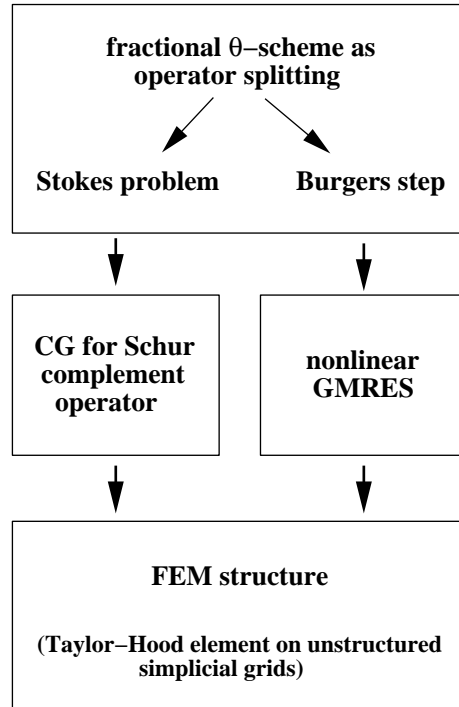 fractional θ−scheme as
operator splitting
Stokes problem
Burgers step
CG for Schur
complement
operator
nonlinear
GMRES
FEM structure
(Taylor−Hood element on unstructured
simplicial grids)